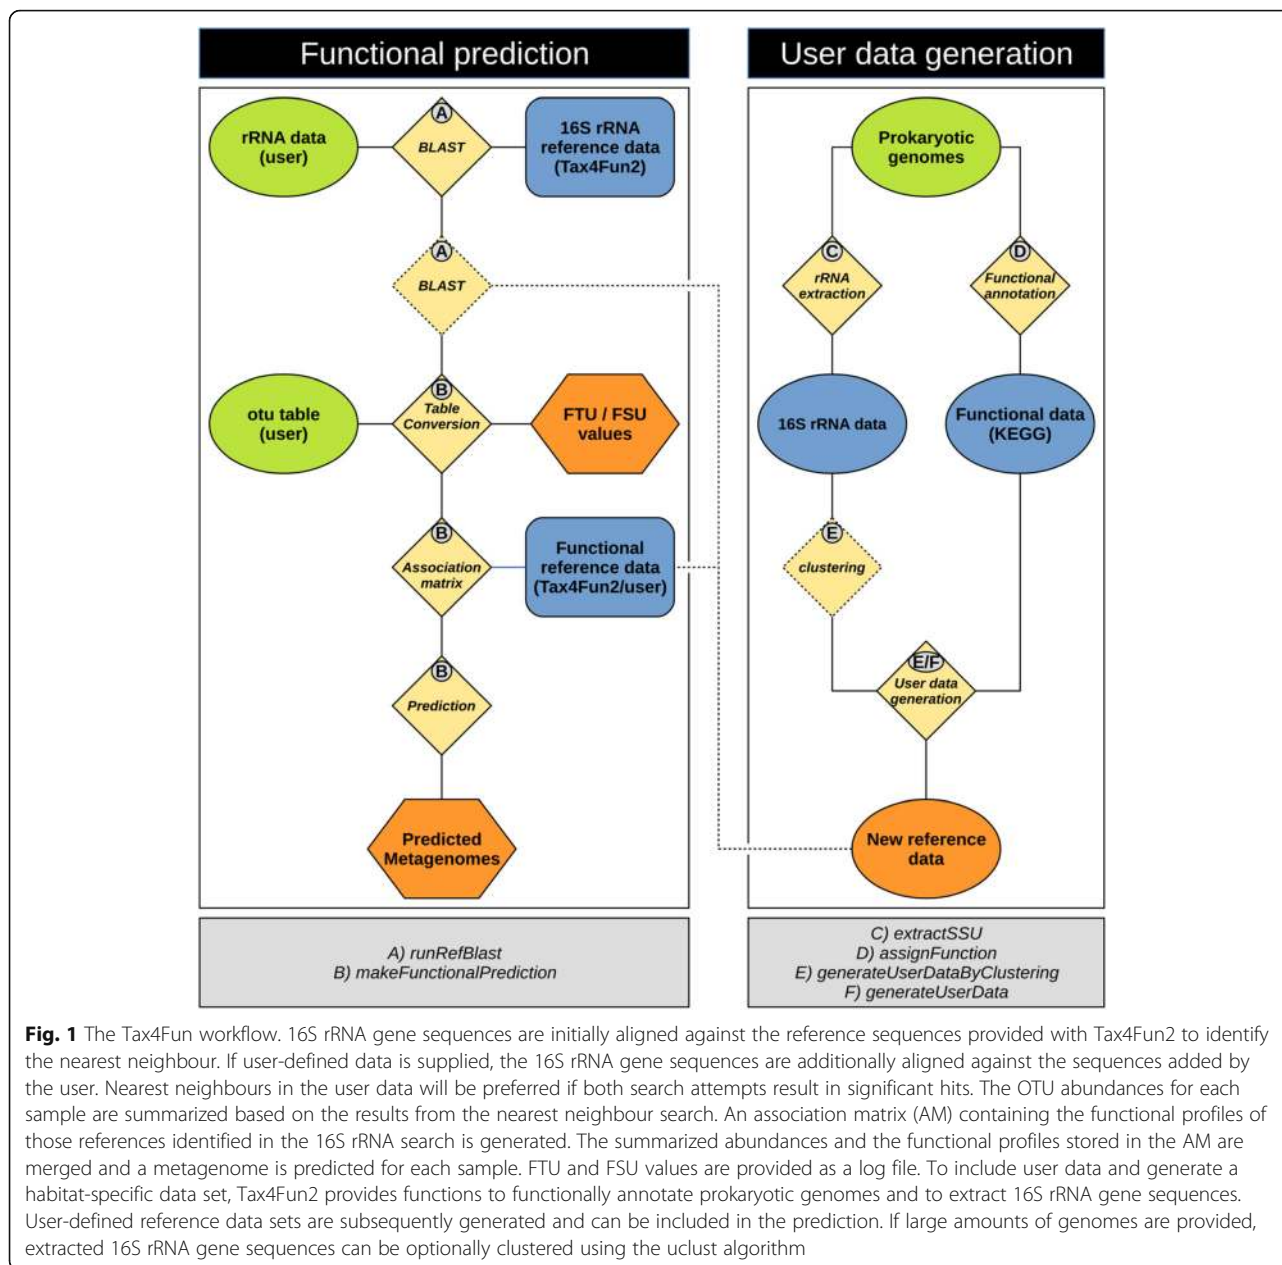 Functional prediction
User data generation
A
rRNA data
(user)
BLAST
16S rRNA
reference data
(Tax4Fun2)
A
BLAST
B
otu table
(user)
Table
Conversion
FTU / FSU
values
B
Association
matrix
Functional
reference data
(Tax4Fun2/user)
B
Prediction
Predicted
Metagenomes
Prokaryotic
genomes
C
rRNA
extraction
D
Functional
annotation
16S rRNA data
Functional data
(KEGG)
E
clustering
E/F
User data
generation
New reference
data
A) runRefBlast
B) makeFunctionalPrediction
C) extractSSU
D) assignFunction
E) generateUserDataByClustering
F) generateUserData
Fig. 1 The Tax4Fun workflow. 16S rRNA gene sequences are initially aligned against the reference sequences provided with Tax4Fun2 to identify
the nearest neighbour. If user-defined data is supplied, the 16S rRNA gene sequences are additionally aligned against the sequences added by
the user. Nearest neighbours in the user data will be preferred if both search attempts result in significant hits. The OTU abundances for each
sample are summarized based on the results from the nearest neighbour search. An association matrix (AM) containing the functional profiles of
those references identified in the 16S rRNA search is generated. The summarized abundances and the functional profiles stored in the AM are
merged and a metagenome is predicted for each sample. FTU and FSU values are provided as a log file. To include user data and generate a
habitat-specific data set, Tax4Fun2 provides functions to functionally annotate prokaryotic genomes and to extract 16S rRNA gene sequences.
User-defined reference data sets are subsequently generated and can be included in the prediction. If large amounts of genomes are provided,
extracted 16S rRNA gene sequences can be optionally clustered using the uclust algorithm